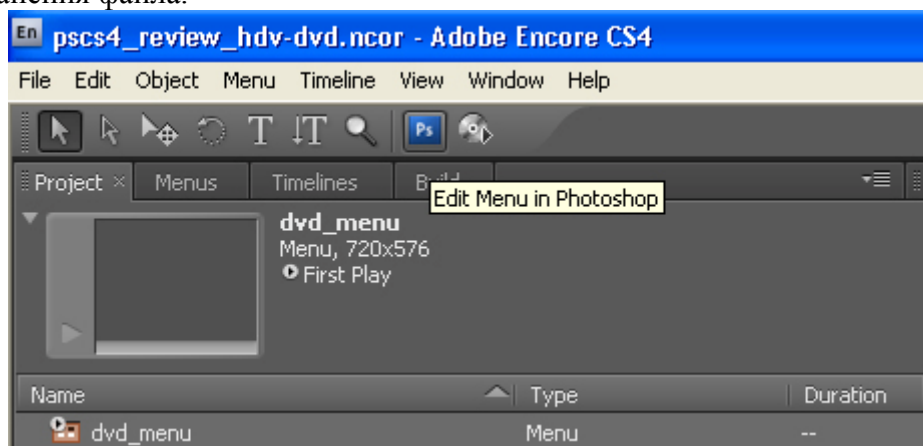 файла.
En pscs4_review_hdv-dvd.ncor - Adobe Encore CS4
File Edit Object Menu Timeline View Window Help
T T Ps
Project × Menus Timelines
Edit Menu in Photoshop
dvd_menu
Menu, 720x576
First Play
Name Type Duration
dvd_menu Menu --